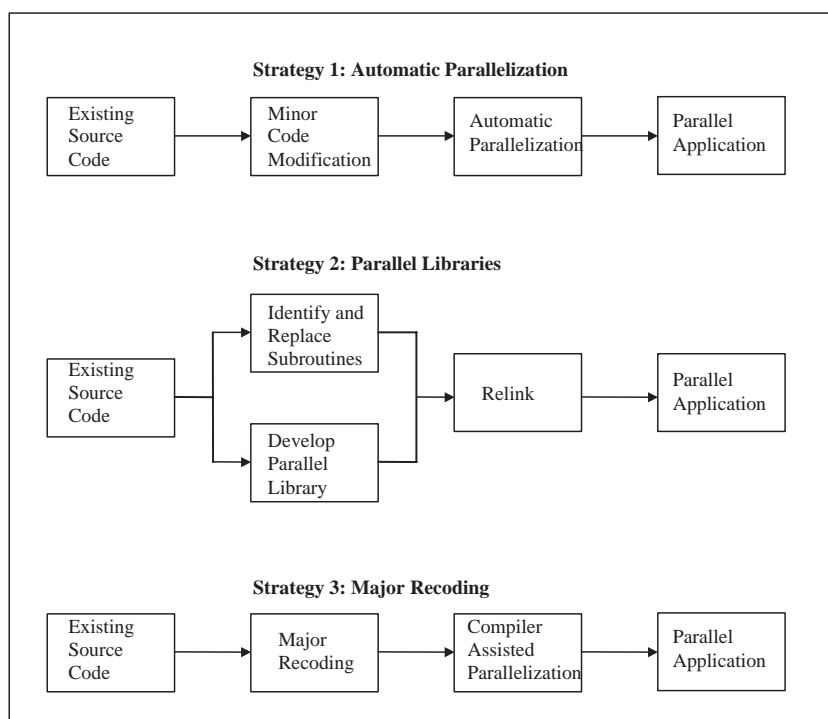 Strategy 1: Automatic Parallelization
Existing
Source
Code
Minor
Code
Modification
Automatic
Parallelization
Parallel
Application
Strategy 2: Parallel Libraries
Existing
Source
Code
Identify and
Replace
Subroutines
Develop
Parallel
Library
Relink
Parallel
Application
Strategy 3: Major Recoding
Existing
Source
Code
Major
Recoding
Compiler
Assisted
Parallelization
Parallel
Application